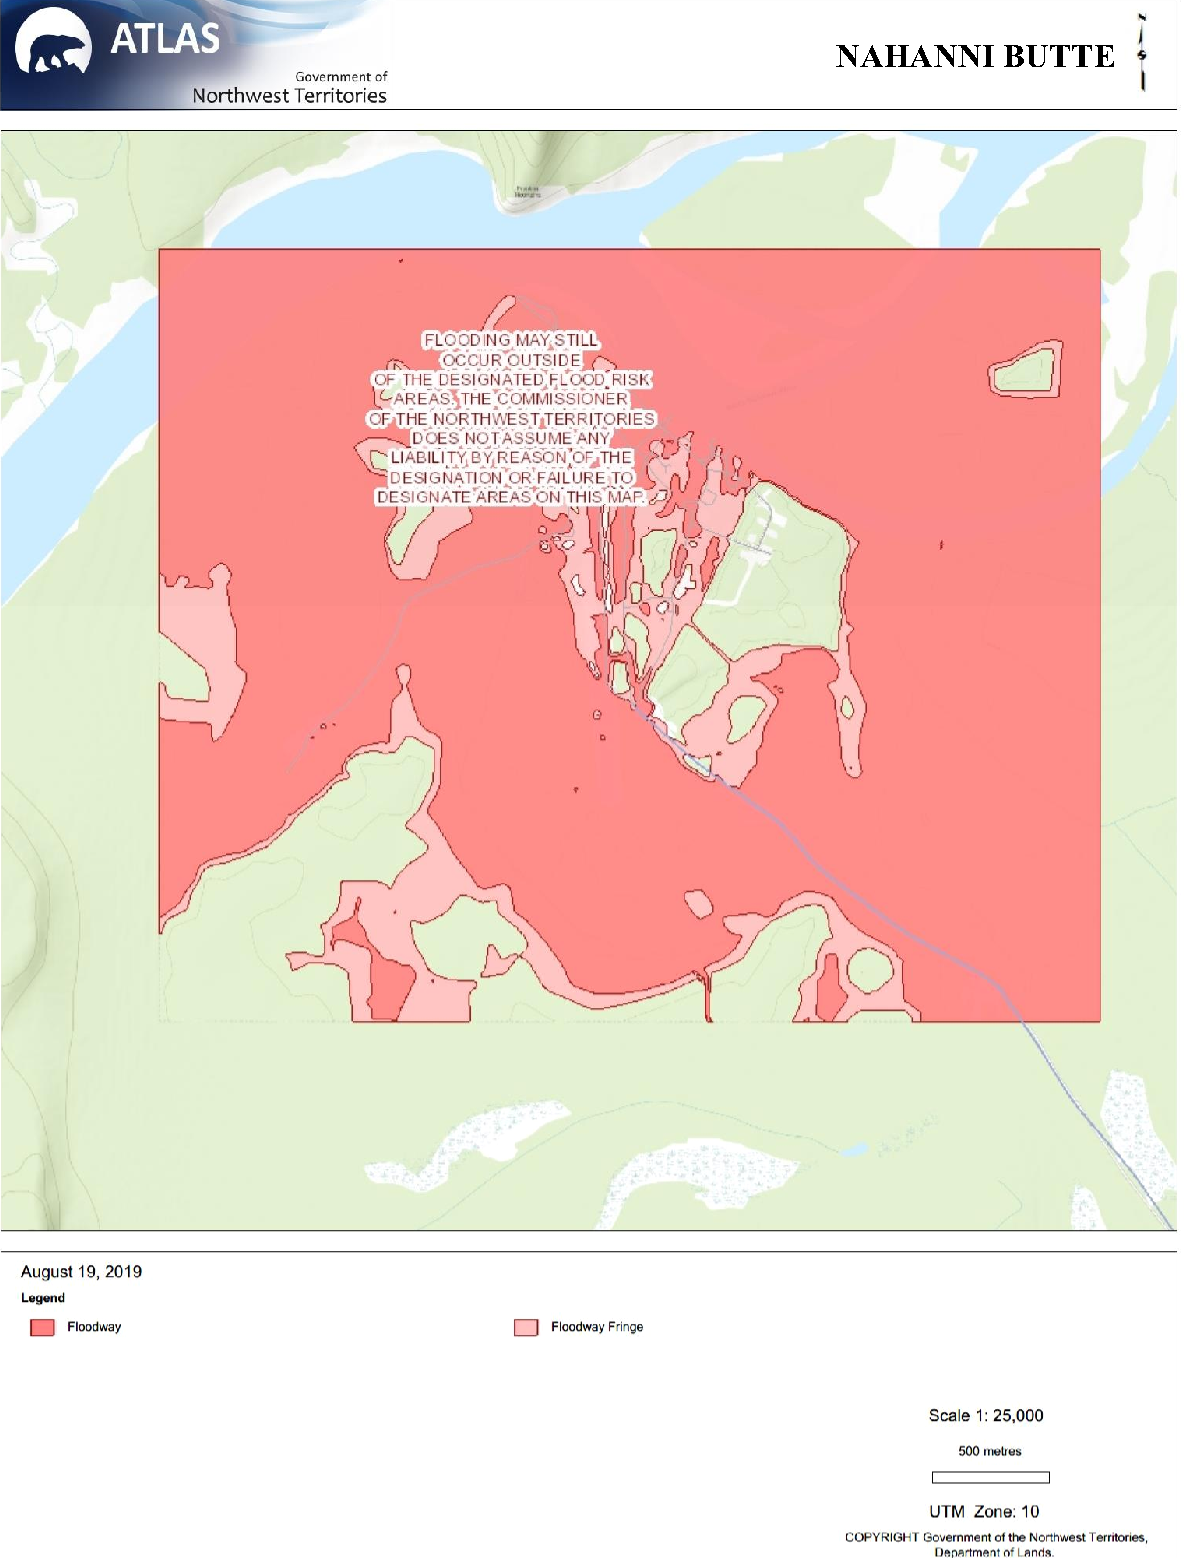 ATLAS
Government of
Northwest Territories
NAHANNI BUTTE
N
S
FLOODING MAY STILL
OCCUR OUTSIDE
OF THE DESIGNATED FLOOD RISK
AREAS. THE COMMISSIONER
OF THE NORTHWEST TERRITORIES
DOES NOT ASSUME ANY
LIABILITY BY REASON OF THE
DESIGNATION OR FAILURE TO
DESIGNATE AREAS ON THIS MAP.
August 19, 2019
Legend
Floodway
Floodway Fringe
Scale 1: 25,000
500 metres
UTM Zone: 10
COPYRIGHT Government of the Northwest Territories,
Department of Lands.